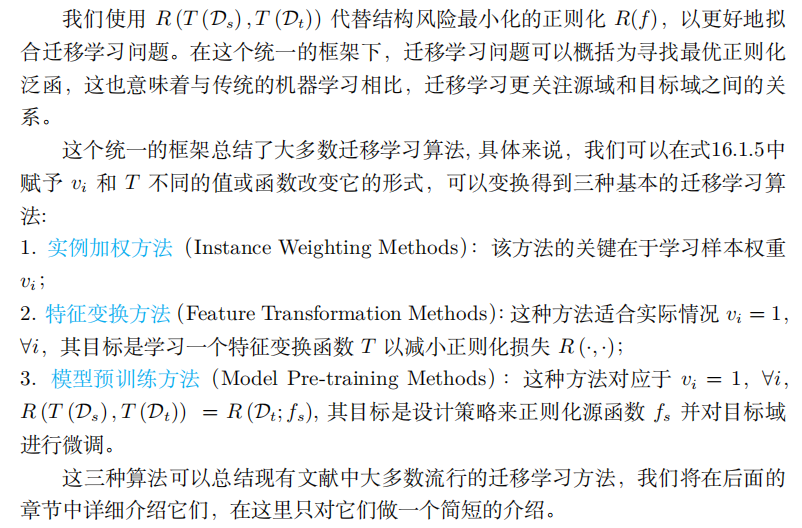 我们使用 R (T (𝒟ₛ) , T (𝒟ₜ)) 代替结构风险最小化的正则化 R(f)，以更好地拟
合迁移学习问题。在这个统一的框架下，迁移学习问题可以概括为寻找最优正则化
泛函，这也意味着与传统的机器学习相比，迁移学习更关注源域和目标域之间的关
系。
这个统一的框架总结了大多数迁移学习算法, 具体来说，我们可以在式16.1.5中
赋予 vᵢ 和 T 不同的值或函数改变它的形式，可以变换得到三种基本的迁移学习算
法:
1. 实例加权方法（Instance Weighting Methods）：该方法的关键在于学习样本权重
vᵢ；
2. 特征变换方法 (Feature Transformation Methods)：这种方法适合实际情况 vᵢ = 1，
∀i，其目标是学习一个特征变换函数 T 以减小正则化损失 R (·, ·)；
3. 模型预训练方法（Model Pre-training Methods）：这种方法对应于 vᵢ = 1，∀i，
R (T (𝒟ₛ) , T (𝒟ₜ)) = R (𝒟ₜ; fₛ), 其目标是设计策略来正则化源函数 fₛ 并对目标域
进行微调。
这三种算法可以总结现有文献中大多数流行的迁移学习方法，我们将在后面的
章节中详细介绍它们，在这里只对它们做一个简短的介绍。